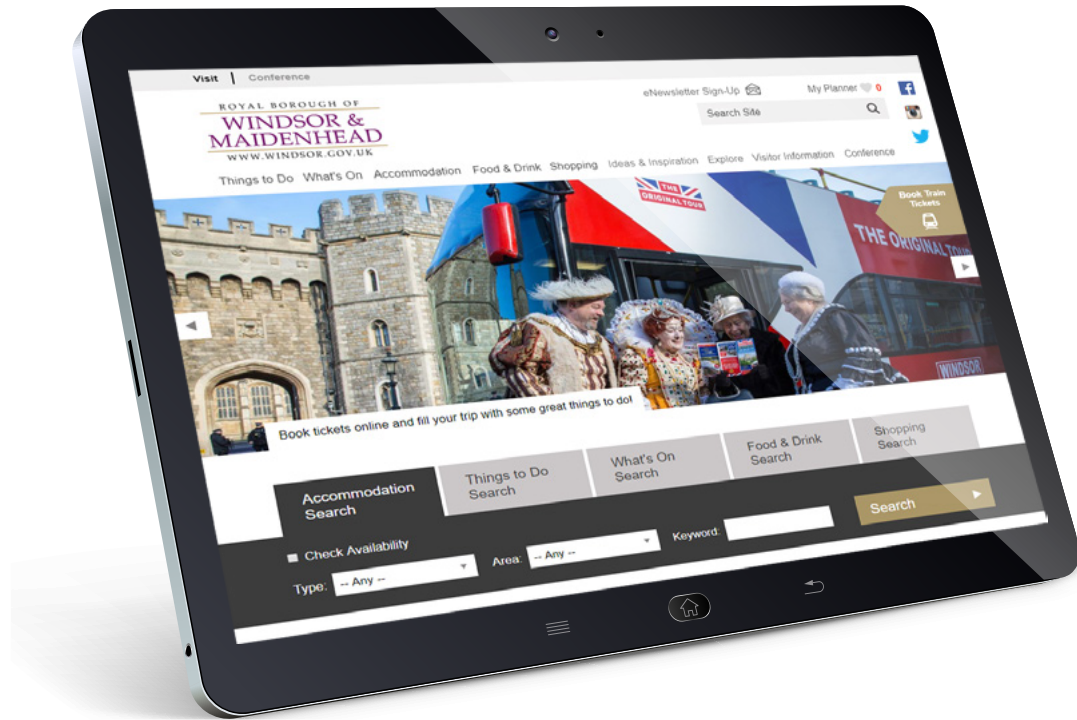 Visit | Conference
eNewsletter Sign-Up
My Planner 0
ROYAL BOROUGH OF
WINDSOR &
MAIDENHEAD
WWW.WINDSOR.GOV.UK
Search Site
Things to Do What's On Accommodation Food & Drink Shopping Ideas & Inspiration Explore Visitor Information Conference
THE
ORIGINAL TOUR
Book Train
Tickets
THE ORIGINAL TOUR
WINDSOR
Book tickets online and fill your trip with some great things to do!
Accommodation
Search
Things to Do
Search
What's On
Search
Food & Drink
Search
Shopping
Search
Check Availability
Type: -- Any --
Area: -- Any --
Keyword:
Search